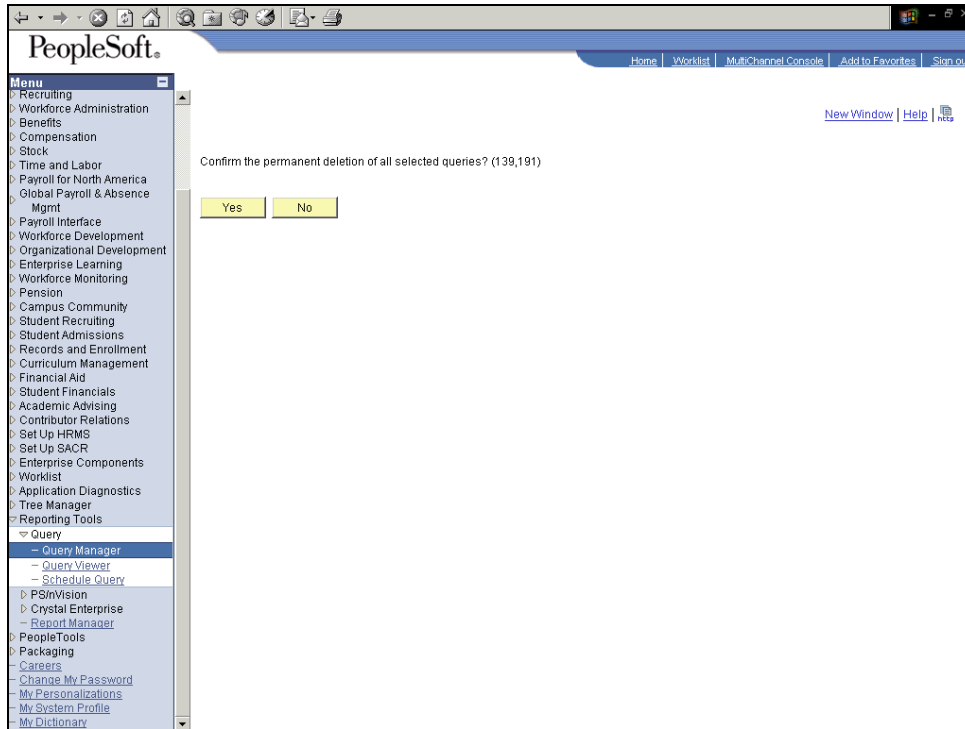 PeopleSoft.
Home | Worklist | MultiChannel Console | Add to Favorites | Sign ou
Menu
Recruiting
Workforce Administration
Benefits
Compensation
Stock
Time and Labor
Payroll for North America
Global Payroll & Absence
Mgmt
Payroll Interface
Workforce Development
Organizational Development
Enterprise Learning
Workforce Monitoring
Pension
Campus Community
Student Recruiting
Student Admissions
Records and Enrollment
Curriculum Management
Financial Aid
Student Financials
Academic Advising
Contributor Relations
Set Up HRMS
Set Up SACR
Enterprise Components
Worklist
Application Diagnostics
Tree Manager
Reporting Tools
Query
– Query Manager
– Query Viewer
– Schedule Query
PS/nVision
Crystal Enterprise
– Report Manager
PeopleTools
Packaging
– Careers
– Change My Password
– My Personalizations
– My System Profile
– My Dictionary
New Window | Help | http
Confirm the permanent deletion of all selected queries? (139,191)
Yes No